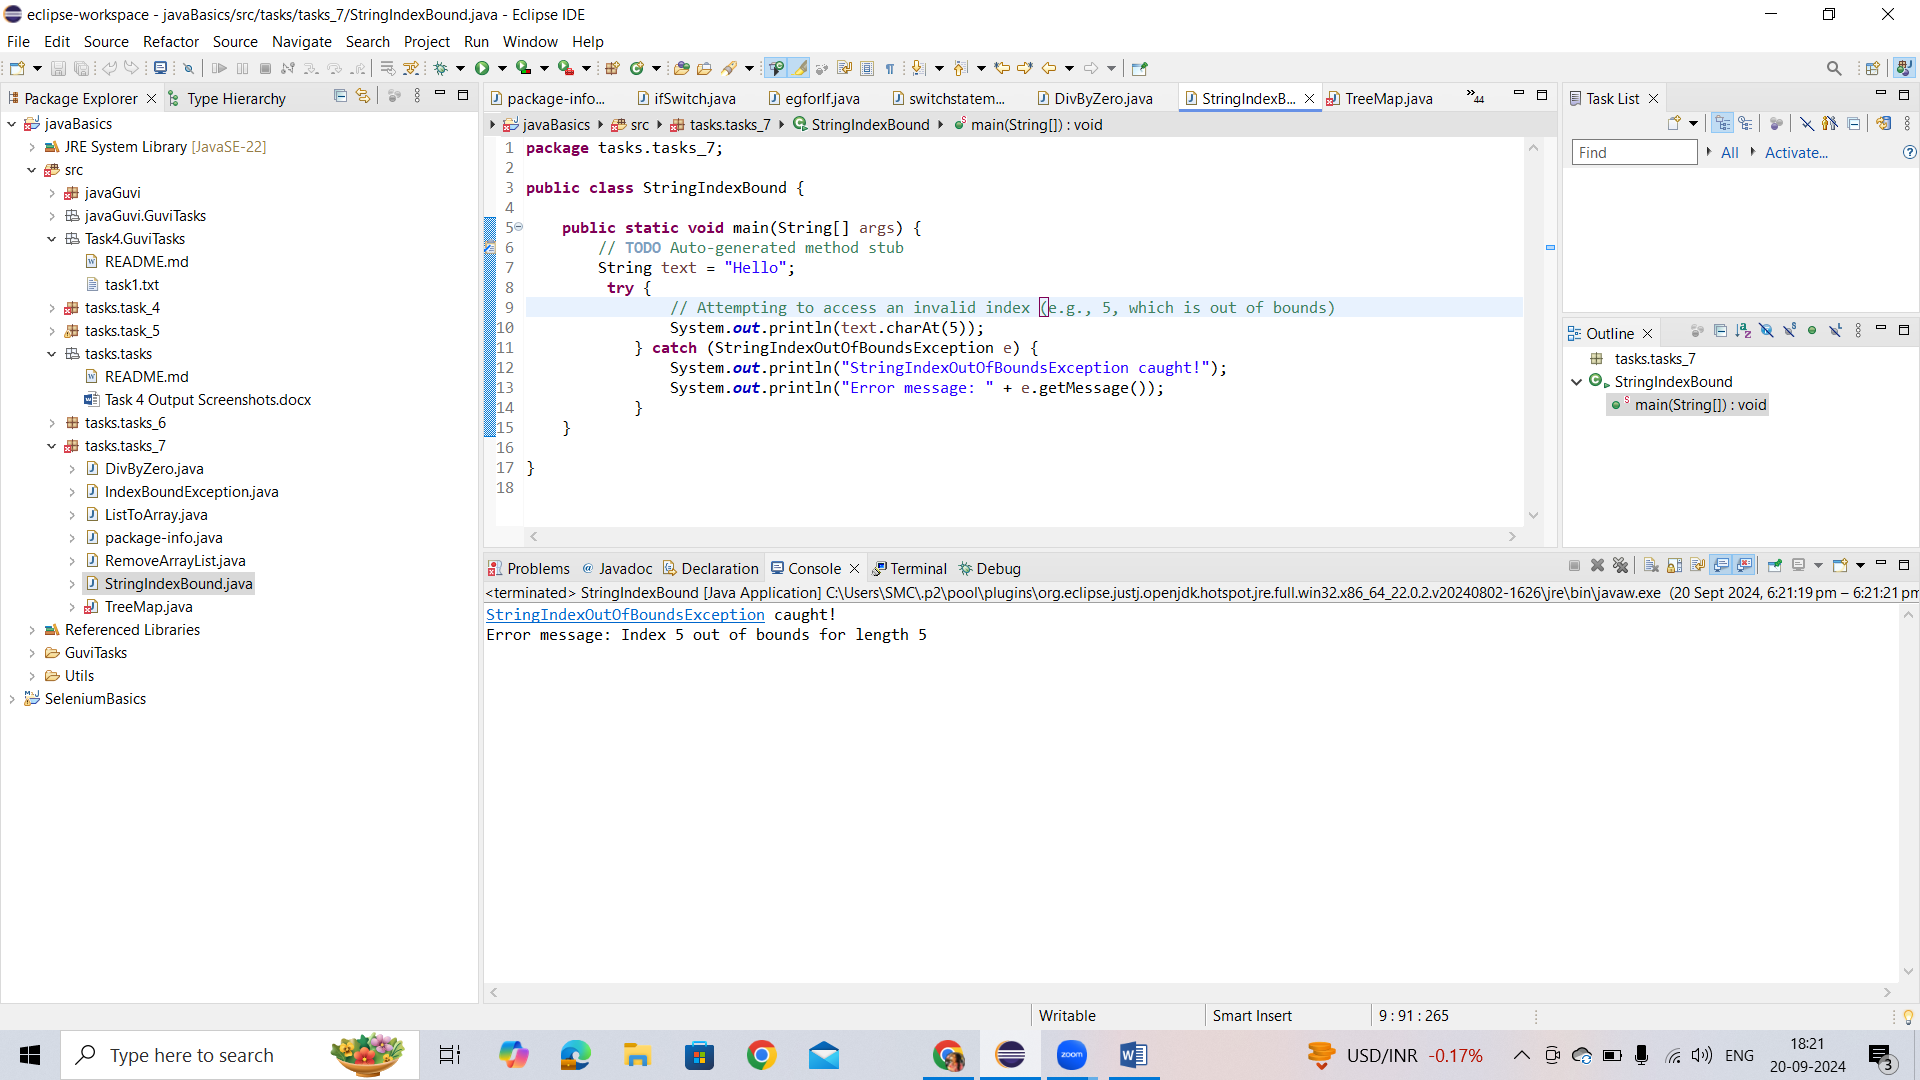 eclipse-workspace - javaBasics/src/tasks/tasks_7/StringIndexBound.java - Eclipse IDE
File Edit Source Refactor Source Navigate Search Project Run Window Help
Package Explorer
Type Hierarchy
javaBasics
JRE System Library [JavaSE-22]
src
javaGuvi
javaGuvi.GuviTasks
Task4.GuviTasks
README.md
task1.txt
tasks.task_4
tasks.task_5
tasks.tasks
README.md
Task 4 Output Screenshots.docx
tasks.tasks_6
tasks.tasks_7
DivByZero.java
IndexBoundException.java
ListToArray.java
package-info.java
RemoveArrayList.java
StringIndexBound.java
TreeMap.java
Referenced Libraries
GuviTasks
Utils
SeleniumBasics
package-info... ifSwitch.java egforIf.java switchstatem... DivByZero.java StringIndexB... TreeMap.java »44
javaBasics src tasks.tasks_7 StringIndexBound main(String[]) : void
1 package tasks.tasks_7;
2
3 public class StringIndexBound {
4
5 public static void main(String[] args) {
6 // TODO Auto-generated method stub
7 String text = "Hello";
8 try {
9 // Attempting to access an invalid index (e.g., 5, which is out of bounds)
10 System.out.println(text.charAt(5));
11 } catch (StringIndexOutOfBoundsException e) {
12 System.out.println("StringIndexOutOfBoundsException caught!");
13 System.out.println("Error message: " + e.getMessage());
14 }
15 }
16
17 }
18
Task List
Find All Activate...
Outline
tasks.tasks_7
StringIndexBound
main(String[]) : void
Problems Javadoc Declaration Console Terminal Debug
<terminated> StringIndexBound [Java Application] C:\Users\SMC\.p2\pool\plugins\org.eclipse.justj.openjdk.hotspot.jre.full.win32.x86_64_22.0.2.v20240802-1626\jre\bin\javaw.exe (20 Sept 2024, 6:21:19 pm – 6:21:21 pm
StringIndexOutOfBoundsException caught!
Error message: Index 5 out of bounds for length 5
Writable Smart Insert 9 : 91 : 265
Type here to search
zoom
USD/INR -0.17%
ENG
18:21
20-09-2024
3